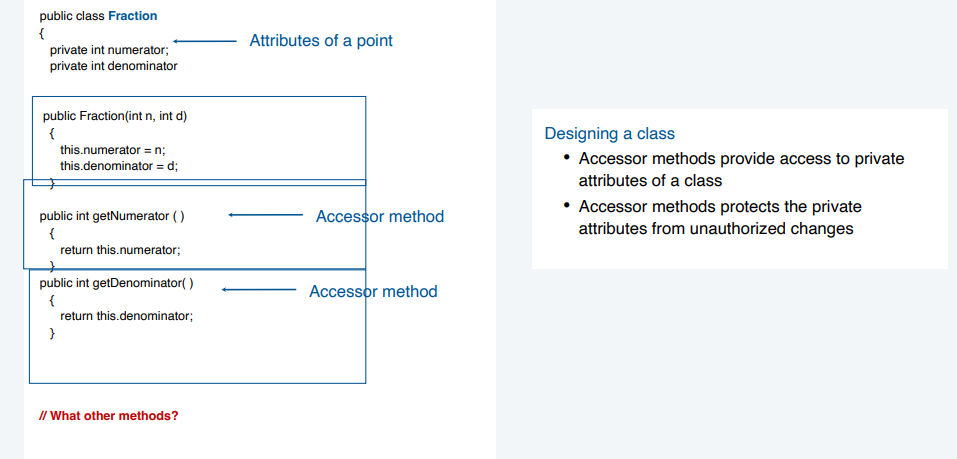 public class Fraction
{
private int numerator;
private int denominator
Attributes of a point
public Fraction(int n, int d)
{
this.numerator = n;
this.denominator = d;
}
public int getNumerator ( )
{
return this.numerator;
}
Accessor method
public int getDenominator( )
{
return this.denominator;
}
Accessor method
// What other methods?
Designing a class
• Accessor methods provide access to private
attributes of a class
• Accessor methods protects the private
attributes from unauthorized changes